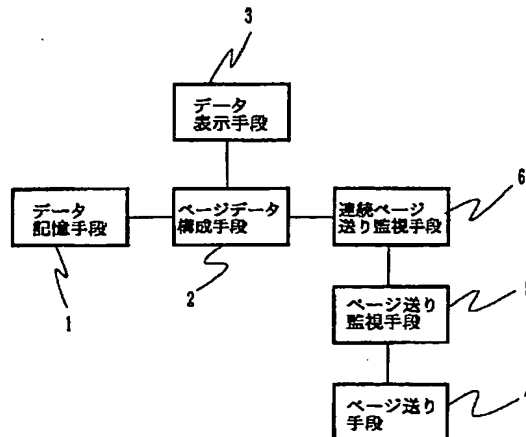 3
データ
表示手段
データ
記憶手段
ページデータ
構成手段
連続ページ
送り監視手段
6
1
2
ページ送り
監視手段
ページ送り
手段